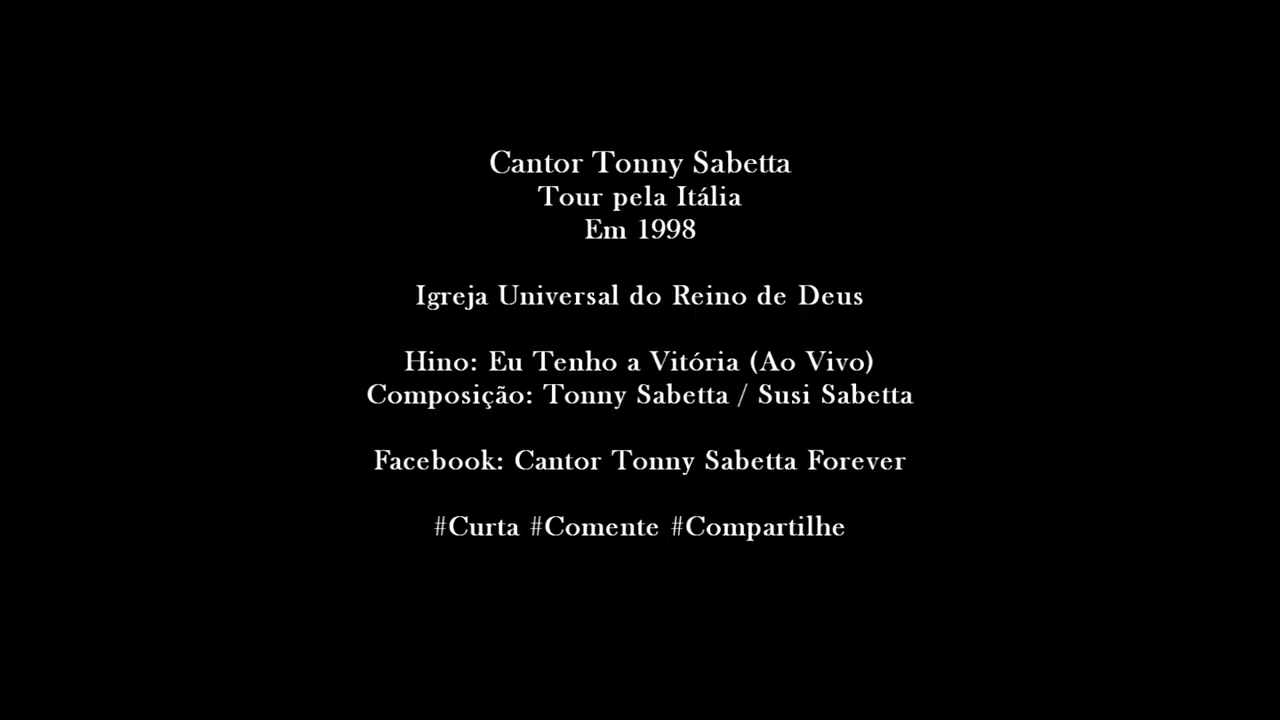 Cantor Tonny Sabetta
Tour pela Itália
Em 1998
Igreja Universal do Reino de Deus
Hino: Eu Tenho a Vitória (Ao Vivo)
Composição: Tonny Sabetta / Susi Sabetta
Facebook: Cantor Tonny Sabetta Forever
#Curta #Comente #Compartilhe